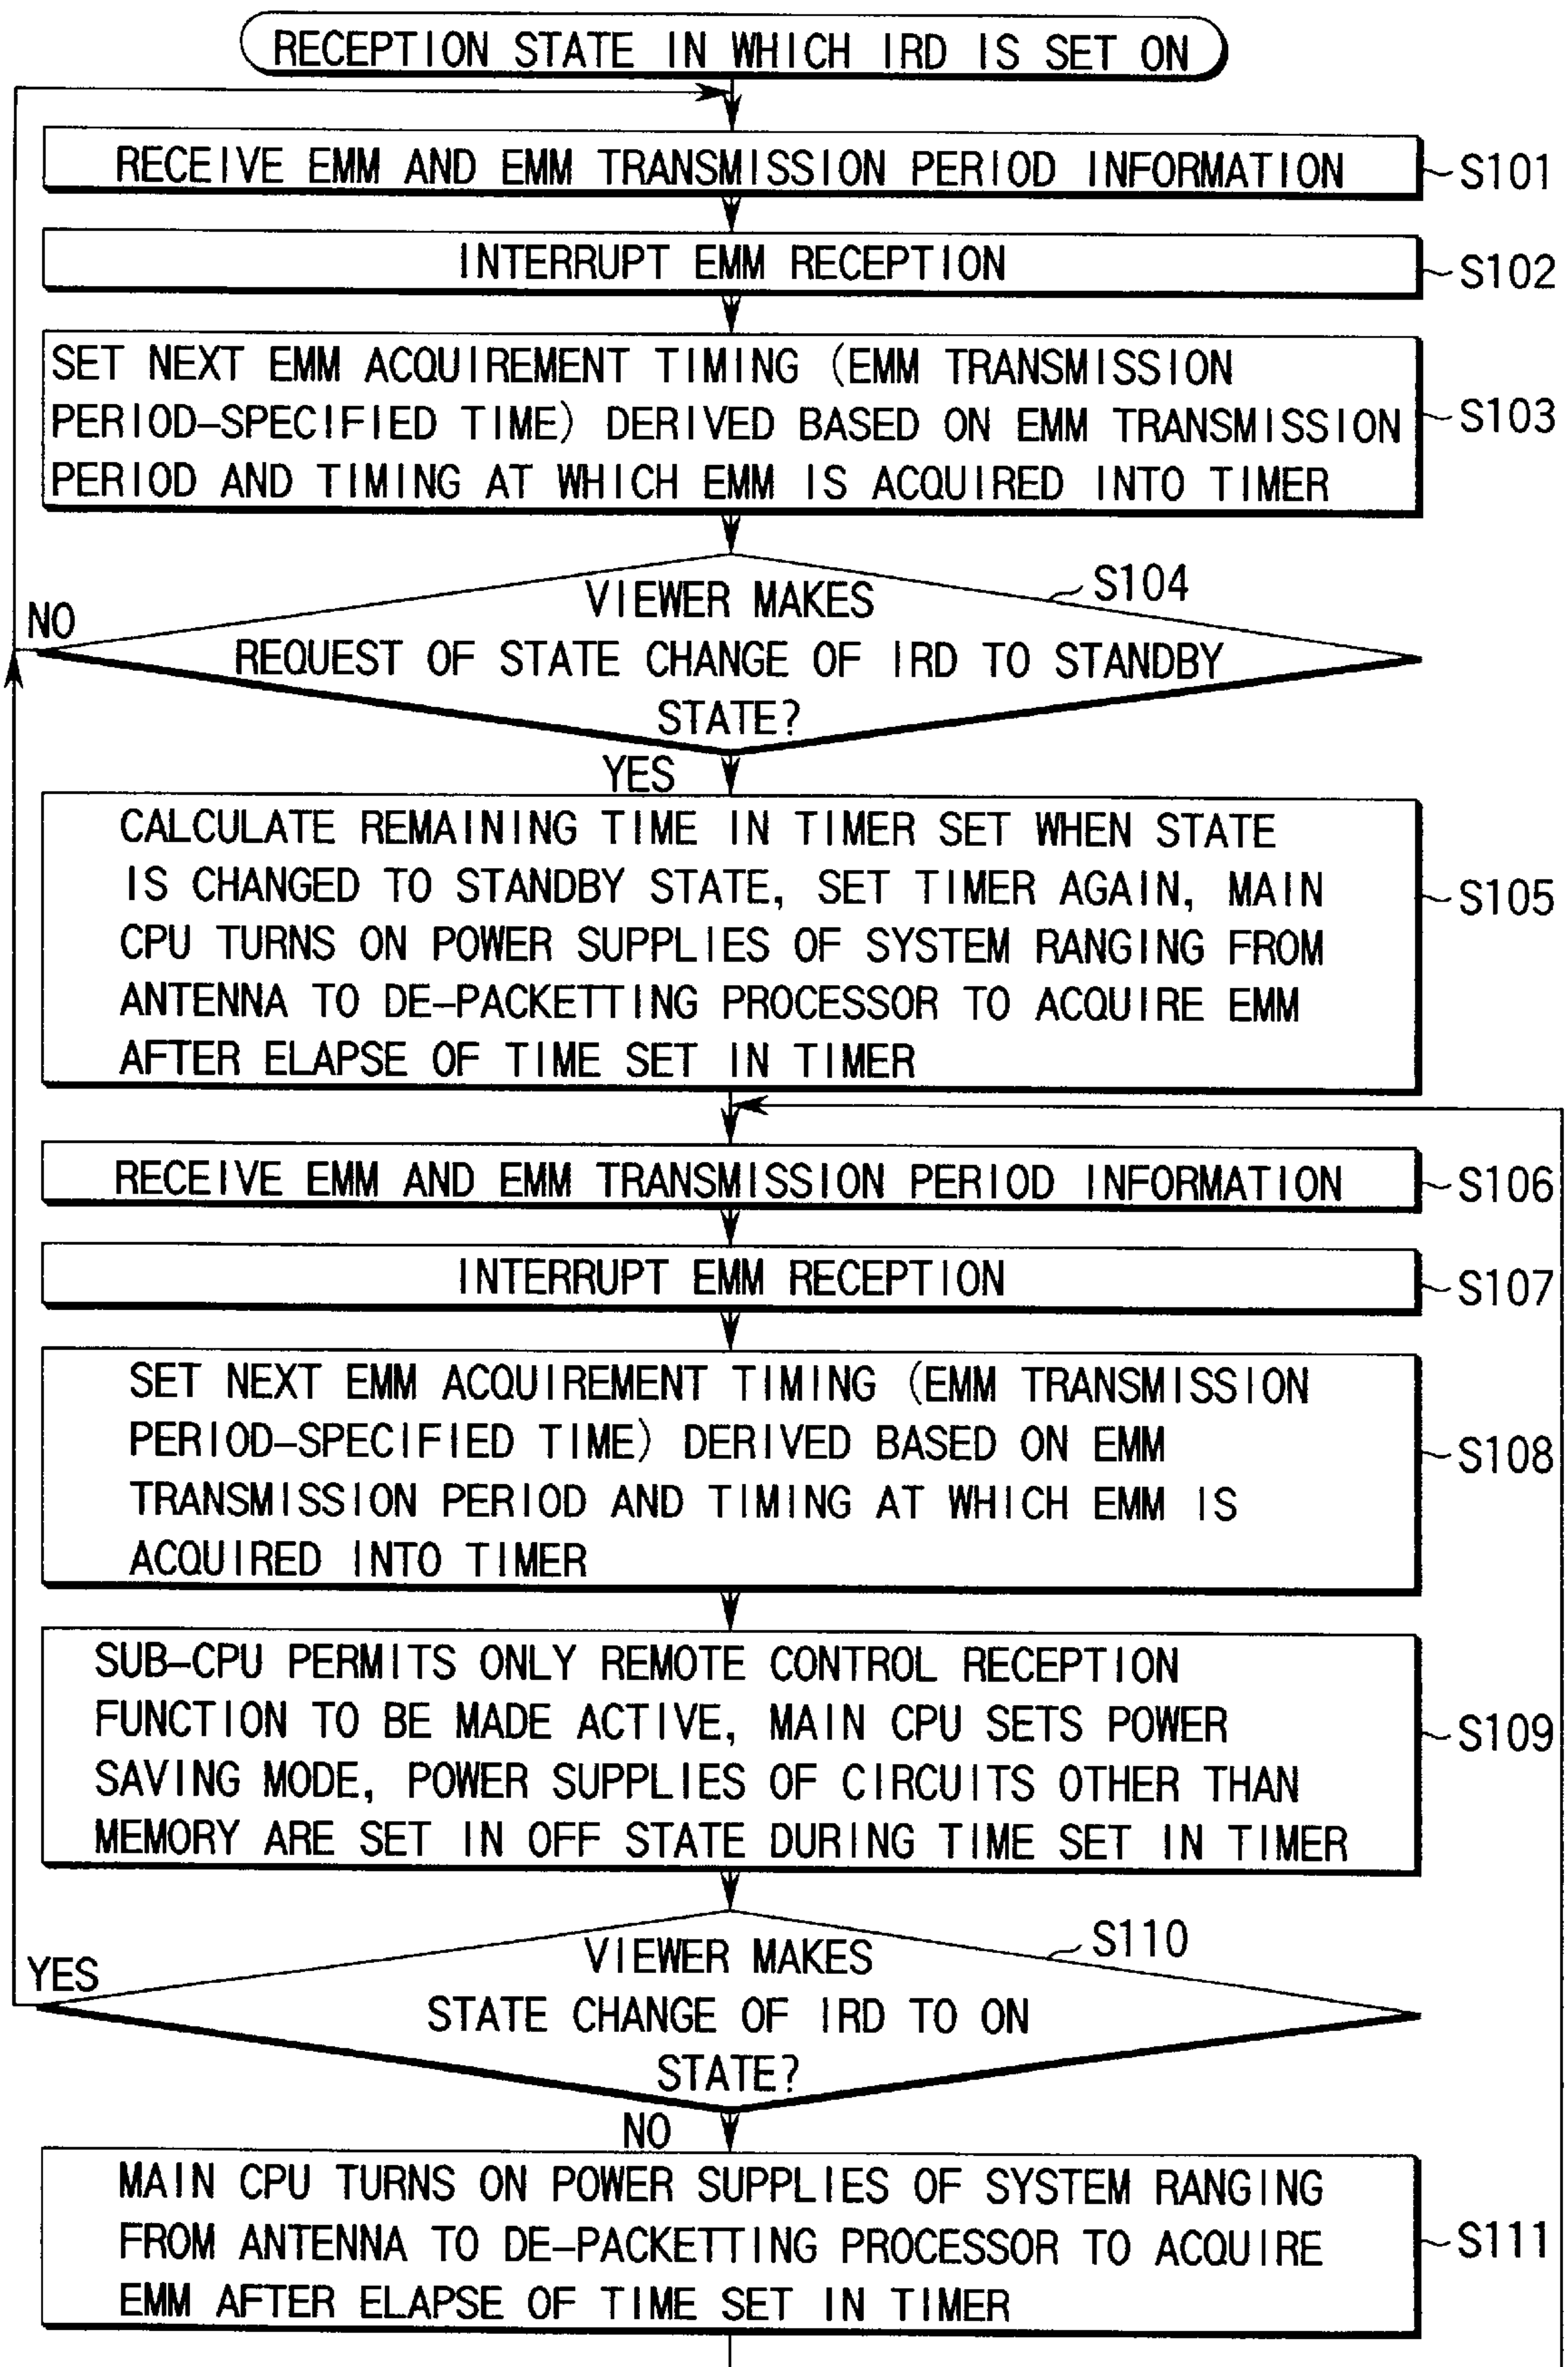 RECEPTION STATE IN WHICH IRD IS SET ON
RECEIVE EMM AND EMM TRANSMISSION PERIOD INFORMATION
S101
INTERRUPT EMM RECEPTION
S102
SET NEXT EMM ACQUIREMENT TIMING (EMM TRANSMISSION
PERIOD-SPECIFIED TIME) DERIVED BASED ON EMM TRANSMISSION
PERIOD AND TIMING AT WHICH EMM IS ACQUIRED INTO TIMER
S103
S104
NO
VIEWER MAKES
REQUEST OF STATE CHANGE OF IRD TO STANDBY
STATE?
YES
CALCULATE REMAINING TIME IN TIMER SET WHEN STATE
IS CHANGED TO STANDBY STATE, SET TIMER AGAIN, MAIN
CPU TURNS ON POWER SUPPLIES OF SYSTEM RANGING FROM
ANTENNA TO DE-PACKETTING PROCESSOR TO ACQUIRE EMM
AFTER ELAPSE OF TIME SET IN TIMER
S105
RECEIVE EMM AND EMM TRANSMISSION PERIOD INFORMATION
S106
INTERRUPT EMM RECEPTION
S107
SET NEXT EMM ACQUIREMENT TIMING (EMM TRANSMISSION
PERIOD-SPECIFIED TIME) DERIVED BASED ON EMM
TRANSMISSION PERIOD AND TIMING AT WHICH EMM IS
ACQUIRED INTO TIMER
S108
SUB-CPU PERMITS ONLY REMOTE CONTROL RECEPTION
FUNCTION TO BE MADE ACTIVE, MAIN CPU SETS POWER
SAVING MODE, POWER SUPPLIES OF CIRCUITS OTHER THAN
MEMORY ARE SET IN OFF STATE DURING TIME SET IN TIMER
S109
S110
YES
VIEWER MAKES
STATE CHANGE OF IRD TO ON
STATE?
NO
MAIN CPU TURNS ON POWER SUPPLIES OF SYSTEM RANGING
FROM ANTENNA TO DE-PACKETTING PROCESSOR TO ACQUIRE
EMM AFTER ELAPSE OF TIME SET IN TIMER
S111